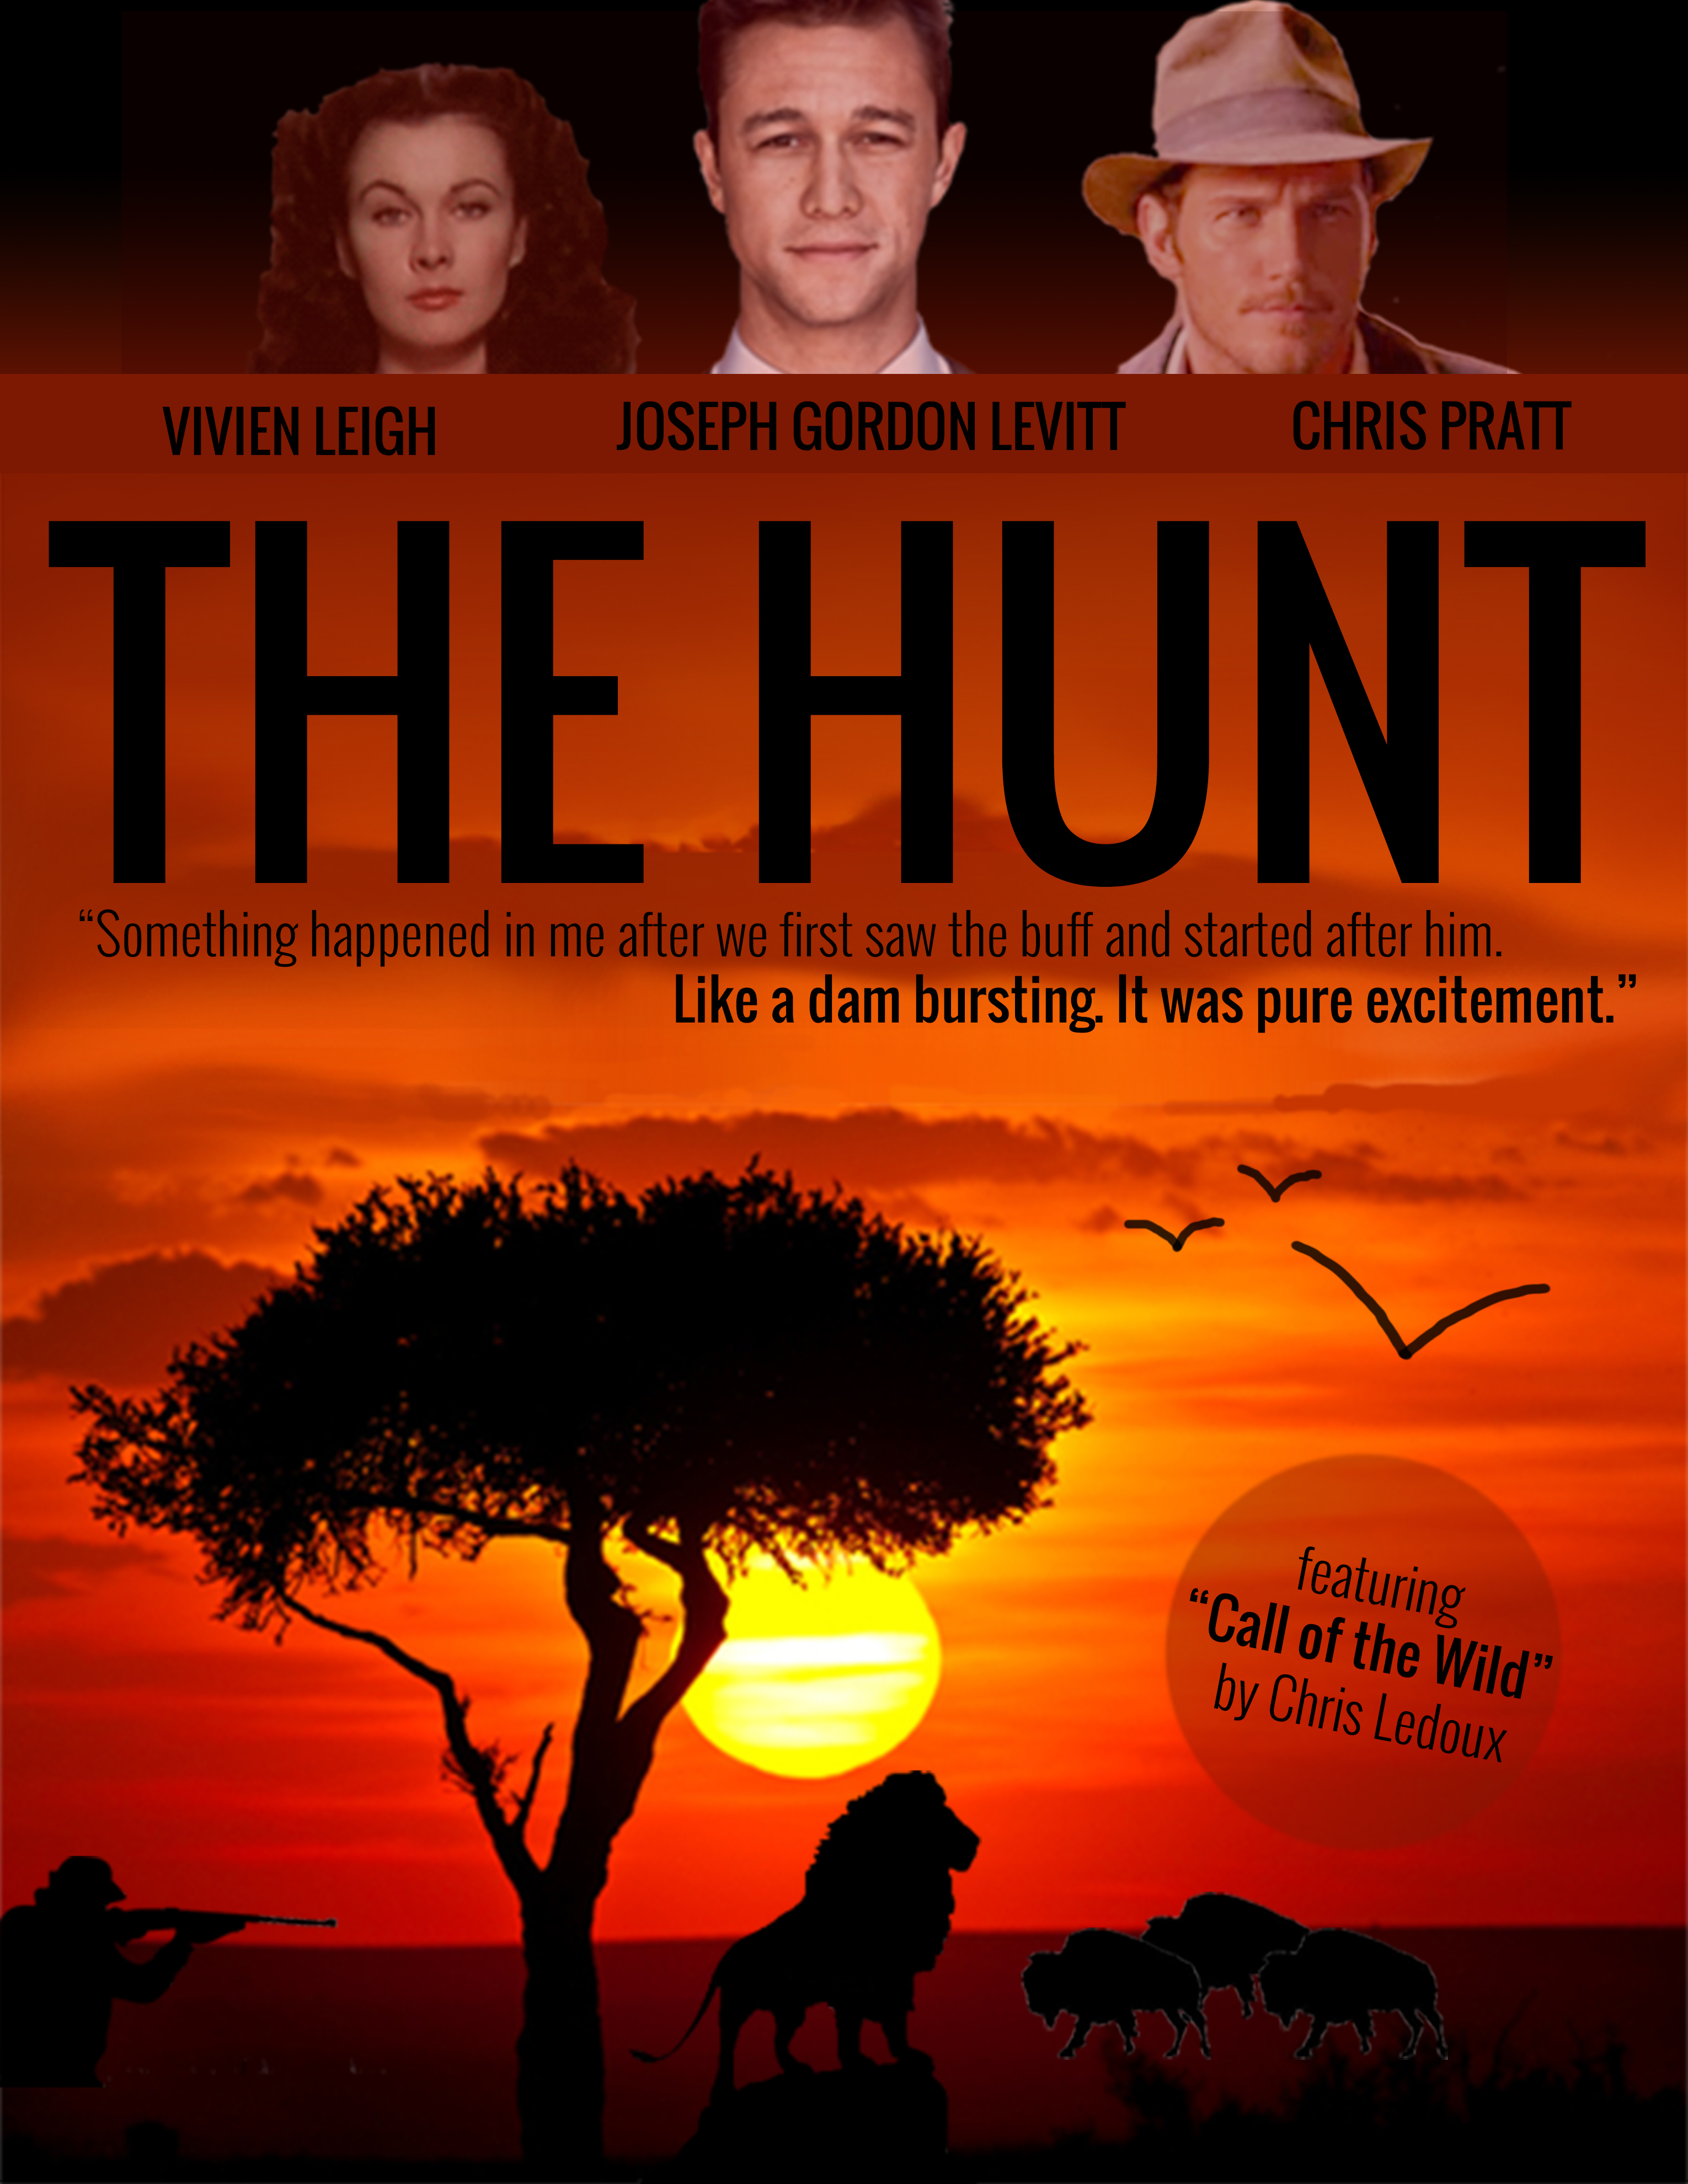 VIVIEN LEIGH JOSEPH GORDON LEVITT CHRIS PRATT
THE HUNT
“Something happened in me after we first saw the buff and started after him.
Like a dam bursting. It was pure excitement.”
featuring
“Call of the Wild”
by Chris Ledoux